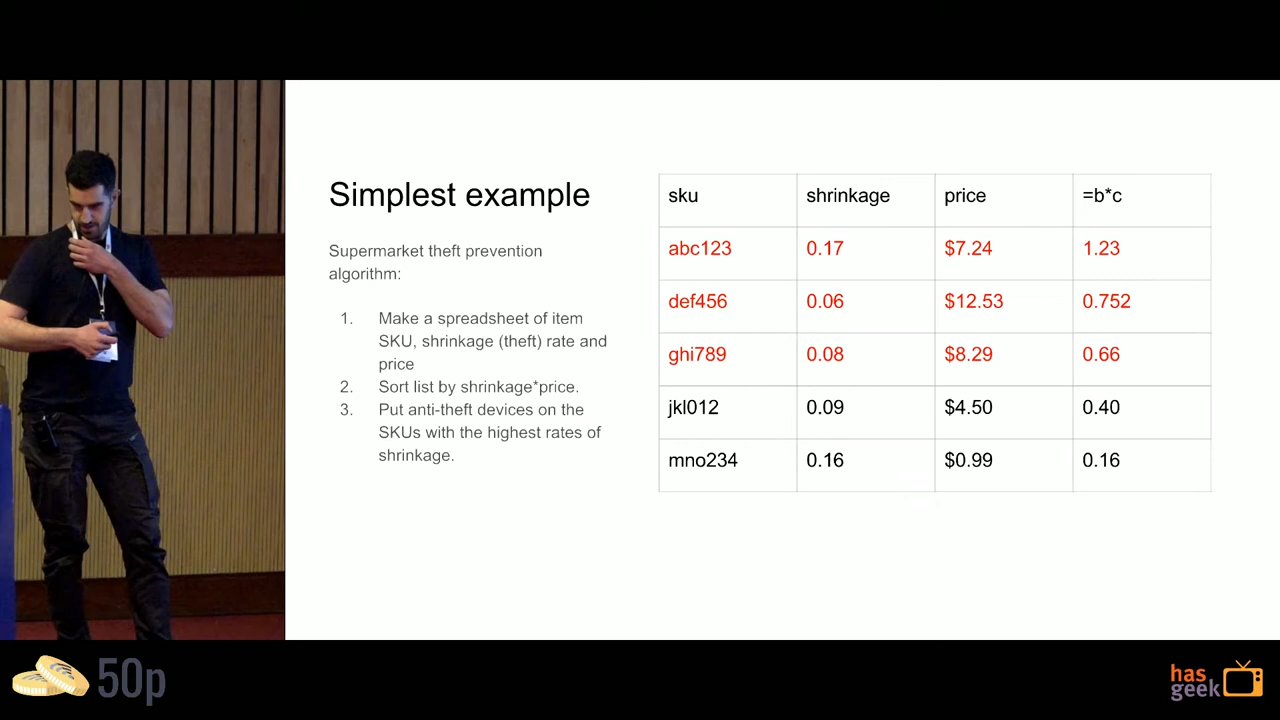 Simplest example
Supermarket theft prevention
algorithm:
1. Make a spreadsheet of item
SKU, shrinkage (theft) rate and
price
2. Sort list by shrinkage*price.
3. Put anti-theft devices on the
SKUs with the highest rates of
shrinkage.
sku shrinkage price =b*c
abc123 0.17 $7.24 1.23
def456 0.06 $12.53 0.752
ghi789 0.08 $8.29 0.66
jkl012 0.09 $4.50 0.40
mno234 0.16 $0.99 0.16
50p
has
geek